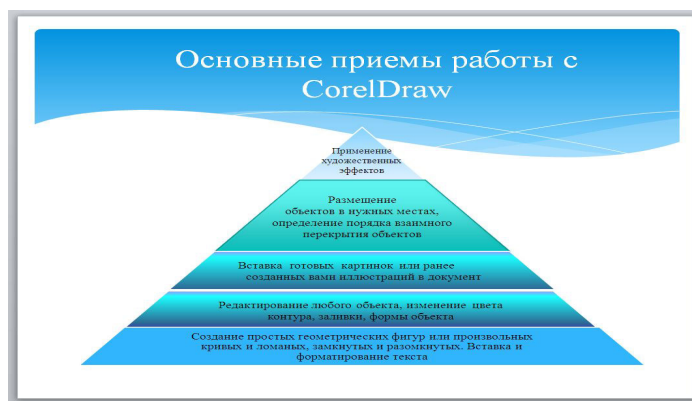 Основные приемы работы с
CorelDraw
Применение
художественных
эффектов
Размешение
объектов в нужных местах,
определение порядка взаимного
перекрытия объектов
Вставка готовых картинок или ранее
созданных вами иллюстраций в документ
Редактирование любого объекта, изменение цвета
контура, заливки, формы объекта
Создание простых геометрических фигур или произвольных
кривых и ломаных, замкнутых и разомкнутых. Вставка и
форматирование текста